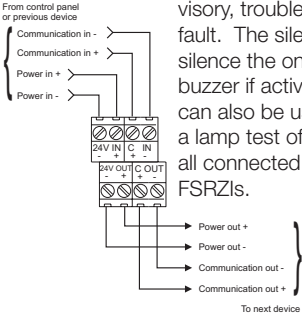 From control panel
or previous device
Communication in -
Communication in +
Power in +
Power in -
24V IN C IN
- + + -
24V OUT C OUT
- + + -
Power out +
Power out -
Communication out -
Communication out +
To next device
visory, trouble
fault. The sile
silence the on
buzzer if activ
can also be u
a lamp test of
all connected
FSRZIs.